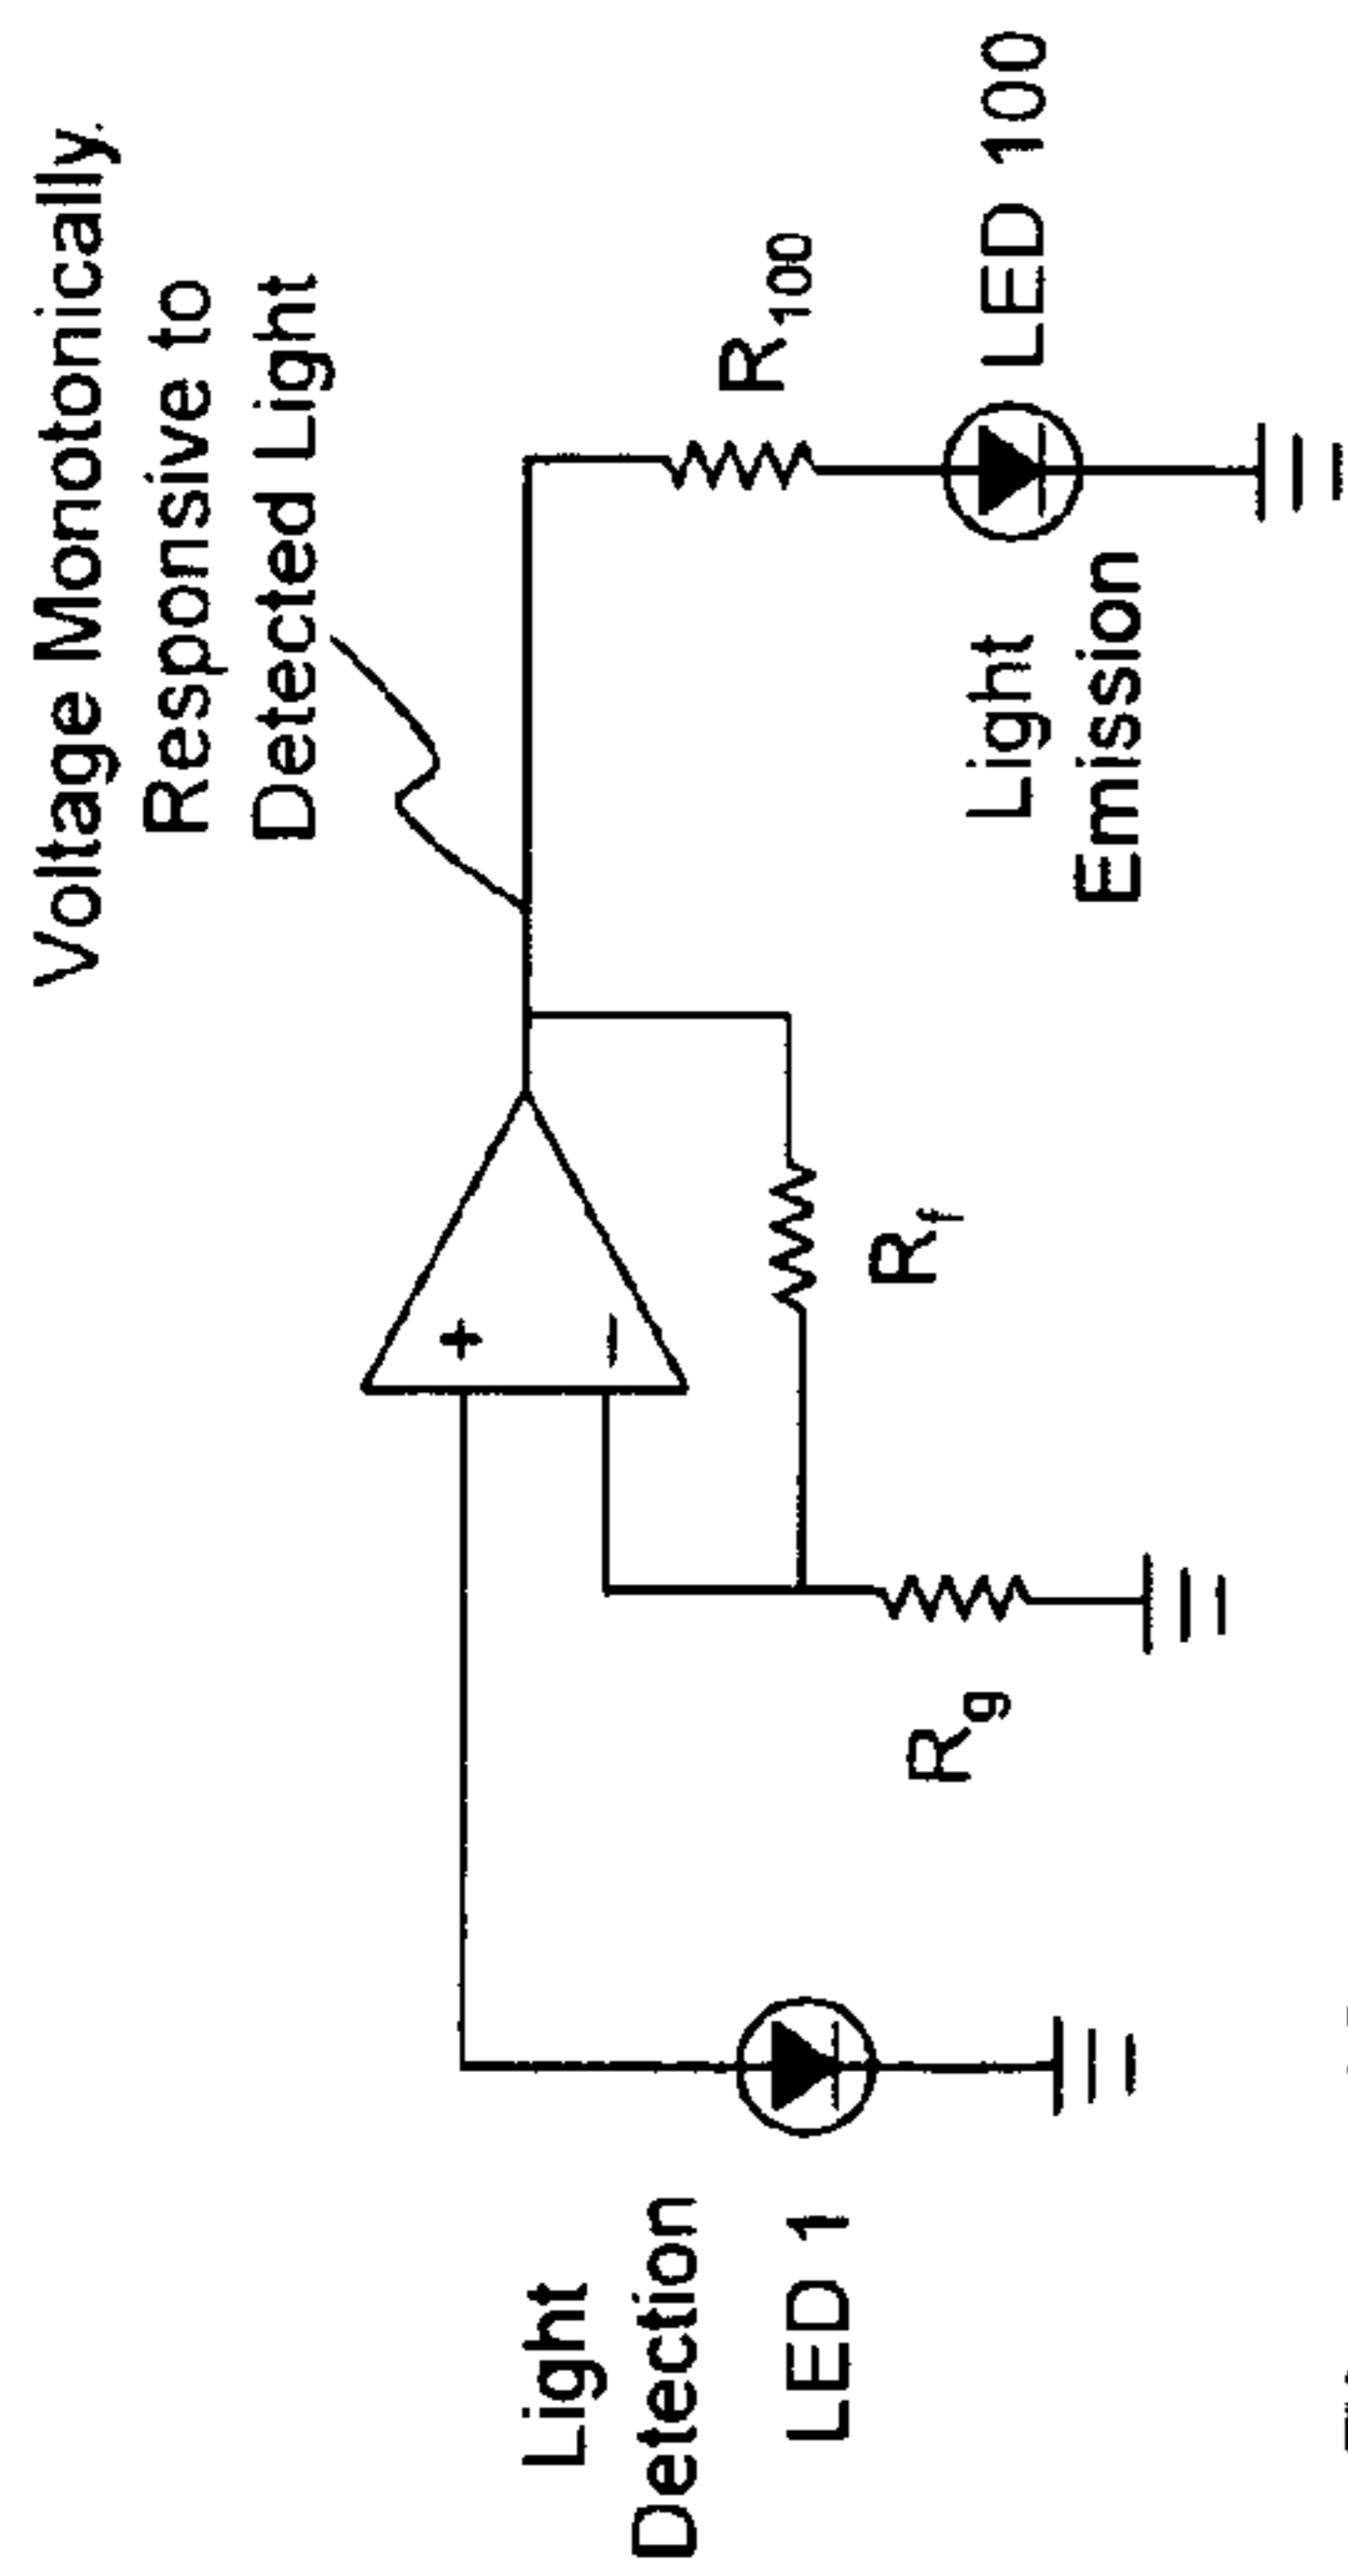 Voltage Monotonically.
Responsive to
Detected Light
+
−
R100
LED 100
Light
Emission
Rf
Rg
Light
Detection
LED 1